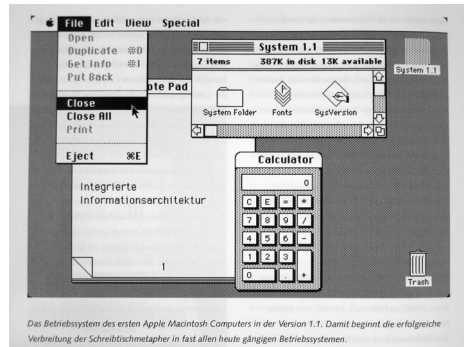 File Edit View Special
Open
Duplicate ⌘D
Get Info ⌘I
Put Back
Close
Close All
Print
Eject ⌘E
System 1.1
7 items 387K in disk 13K available
System Folder Fonts SysVersion
System 1.1
ote Pad
Integrierte
Informationsarchitektur
1
Calculator
0
C E = *
7 8 9 /
4 5 6 -
1 2 3
0 . +
Trash
Das Betriebssystem des ersten Apple Macintosh Computers in der Version 1.1. Damit beginnt die erfolgreiche
Verbreitung der Schreibtischmetapher in fast allen heute gängigen Betriebssystemen.